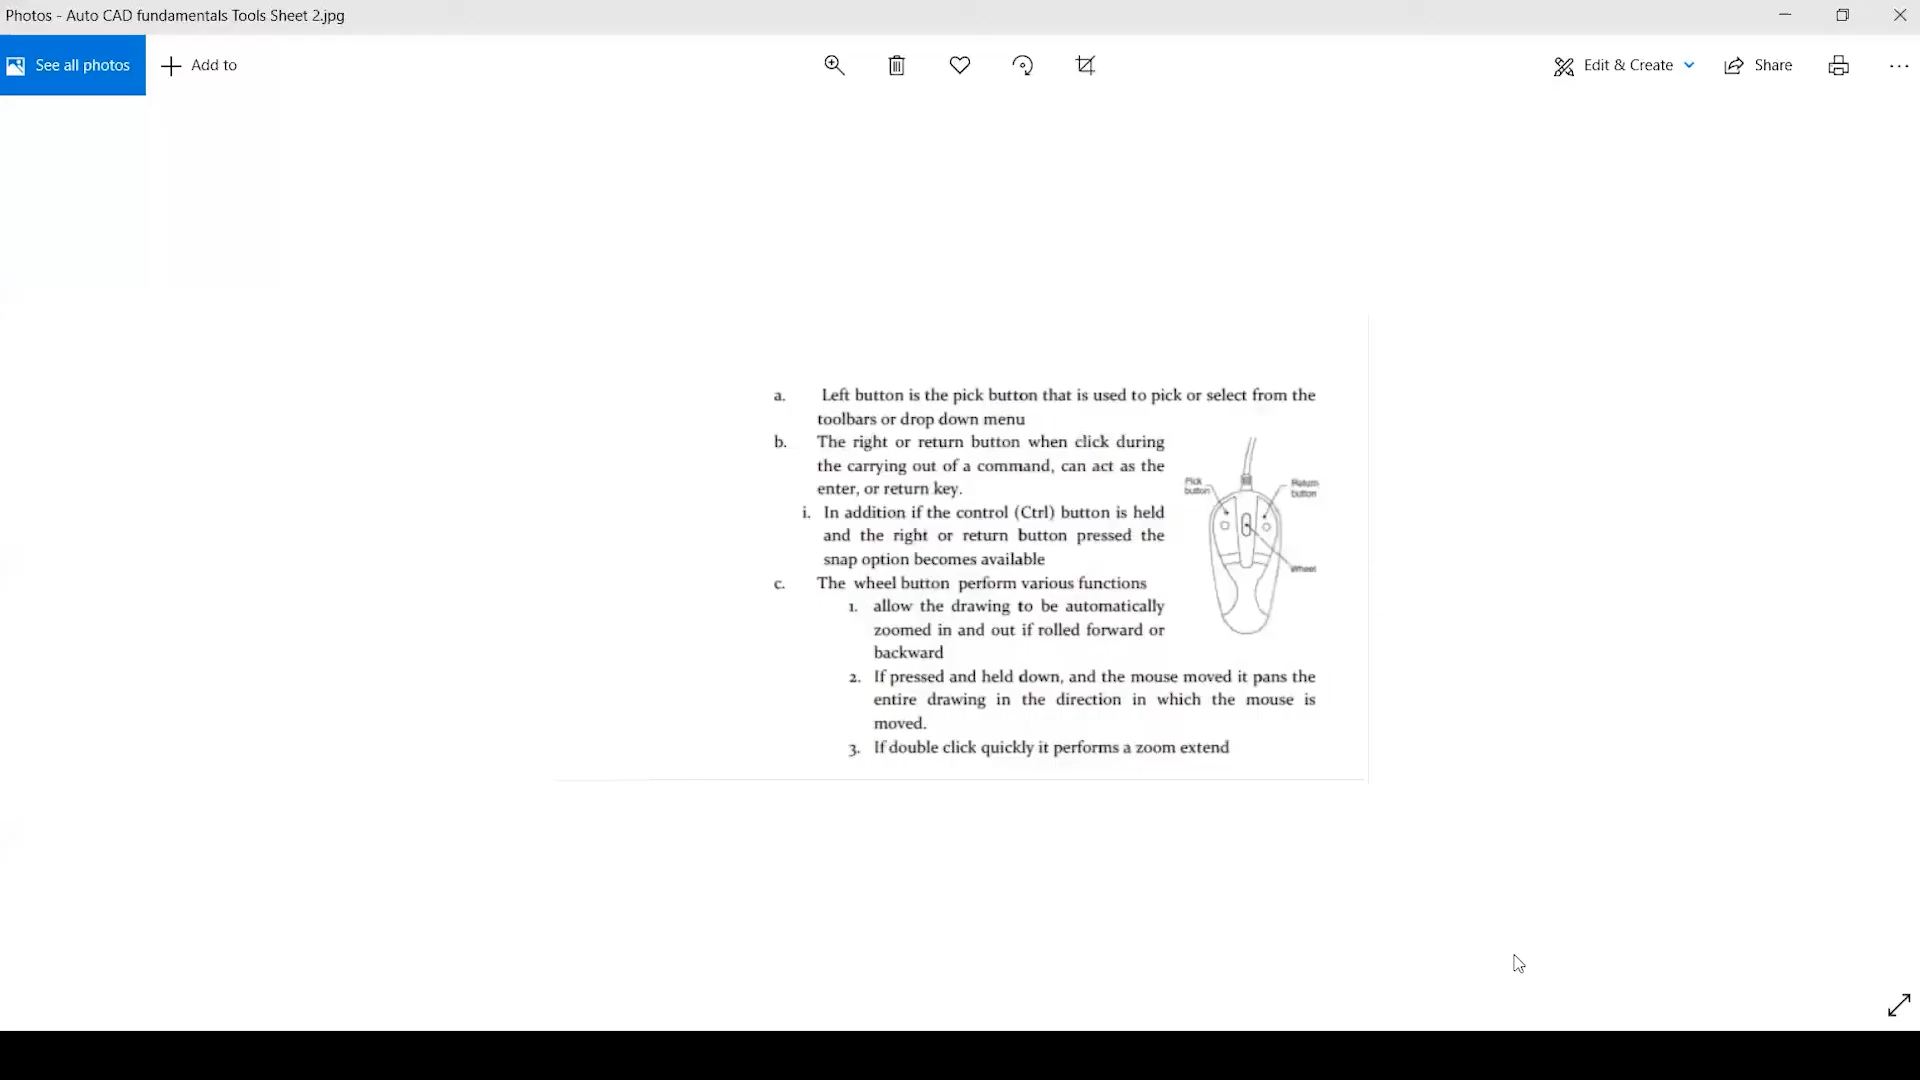 Photos - Auto CAD fundamentals Tools Sheet 2.jpg
See all photos
Add to
Edit & Create
Share
a. Left button is the pick button that is used to pick or select from the
toolbars or drop down menu
b. The right or return button when click during
the carrying out of a command, can act as the
enter, or return key.
i. In addition if the control (Ctrl) button is held
and the right or return button pressed the
snap option becomes available
c. The wheel button perform various functions
1. allow the drawing to be automatically
zoomed in and out if rolled forward or
backward
2. If pressed and held down, and the mouse moved it pans the
entire drawing in the direction in which the mouse is
moved.
3. If double click quickly it performs a zoom extend
Pick
button
Return
button
Wheel